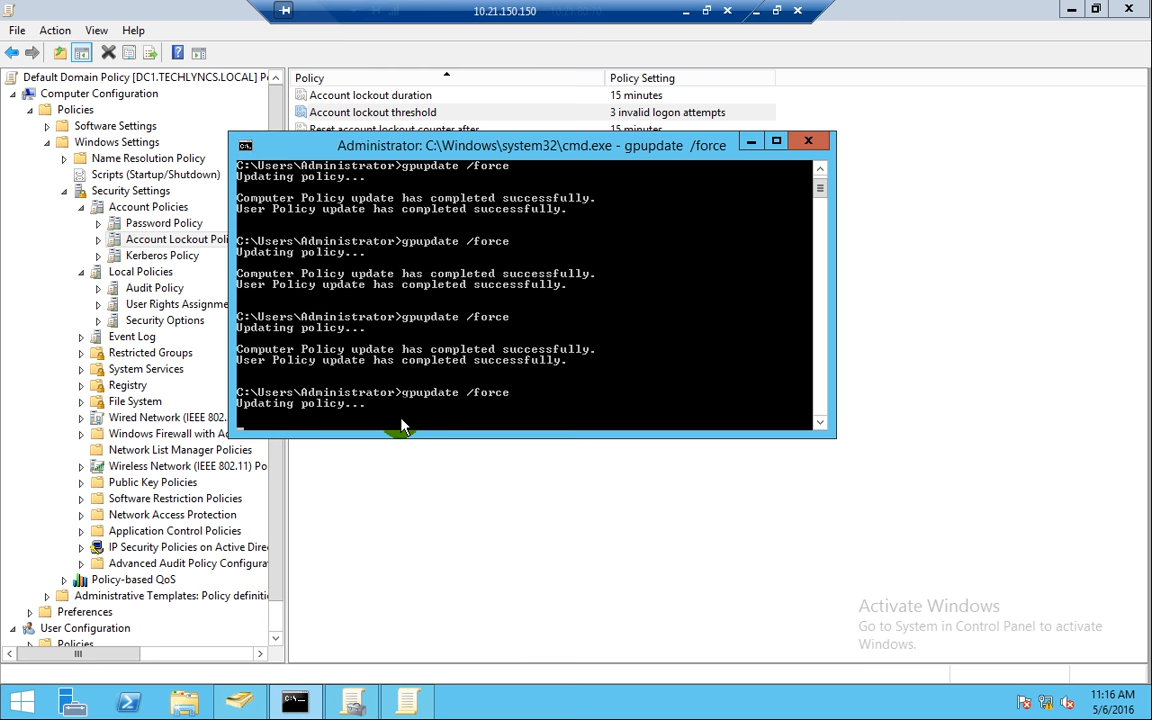 10.21.150.150
File Action View Help
Default Domain Policy [DC1.TECHLYNCS.LOCAL] P
Computer Configuration
Policies
Software Settings
Windows Settings
Name Resolution Policy
Scripts (Startup/Shutdown)
Security Settings
Account Policies
Password Policy
Account Lockout Poli
Kerberos Policy
Local Policies
Audit Policy
User Rights Assignme
Security Options
Event Log
Restricted Groups
System Services
Registry
File System
Wired Network (IEEE 802.
Windows Firewall with Ad
Network List Manager Policies
Wireless Network (IEEE 802.11) Po
Public Key Policies
Software Restriction Policies
Network Access Protection
Application Control Policies
IP Security Policies on Active Dire
Advanced Audit Policy Configura
Policy-based QoS
Administrative Templates: Policy definiti
Preferences
User Configuration
Policies
Policy Policy Setting
Account lockout duration 15 minutes
Account lockout threshold 3 invalid logon attempts
Reset account lockout counter after 15 minutes
Administrator: C:\Windows\system32\cmd.exe - gpupdate /force
C:\Users\Administrator>gpupdate /force
Updating policy...
Computer Policy update has completed successfully.
User Policy update has completed successfully.
C:\Users\Administrator>gpupdate /force
Updating policy...
Computer Policy update has completed successfully.
User Policy update has completed successfully.
C:\Users\Administrator>gpupdate /force
Updating policy...
Computer Policy update has completed successfully.
User Policy update has completed successfully.
C:\Users\Administrator>gpupdate /force
Updating policy...
Activate Windows
Go to System in Control Panel to activate
Windows.
11:16 AM
5/6/2016